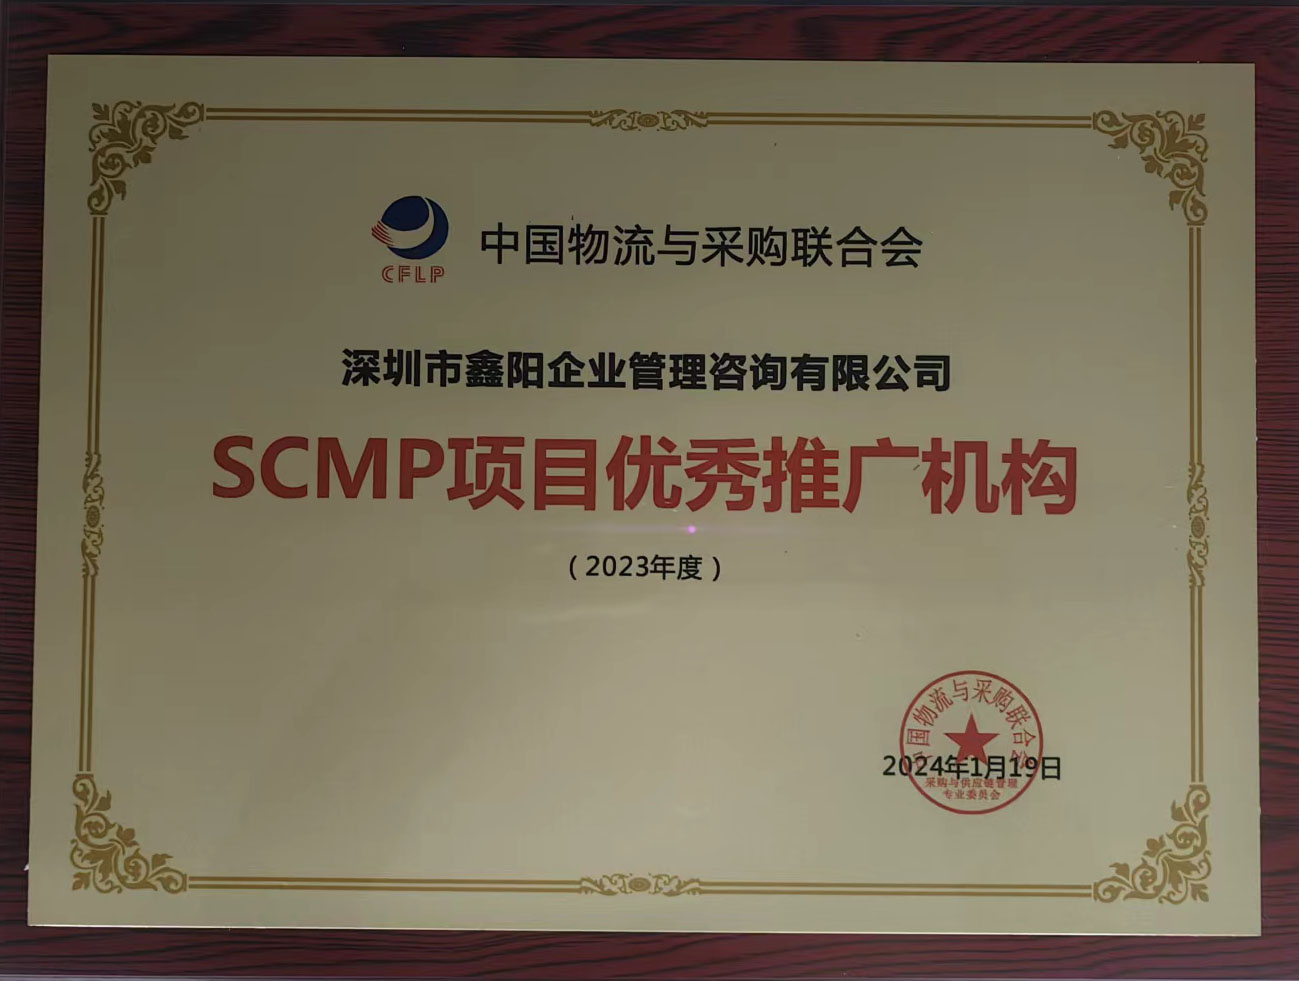 CFLP
中国物流与采购联合会
深圳市鑫阳企业管理咨询有限公司
SCMP项目优秀推广机构
（2023年度）
中国物流与采购联合会
2024年1月19日
采购与供应链管理
专业委员会